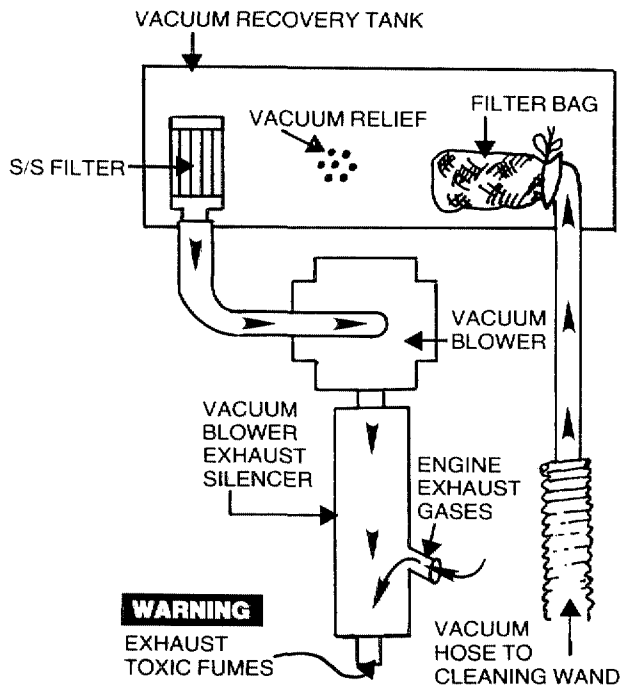 VACUUM RECOVERY TANK
VACUUM RELIEF
FILTER BAG
S/S FILTER
VACUUM
BLOWER
VACUUM
BLOWER
EXHAUST
SILENCER
ENGINE
EXHAUST
GASES
WARNING
EXHAUST
TOXIC FUMES
VACUUM
HOSE TO
CLEANING WAND